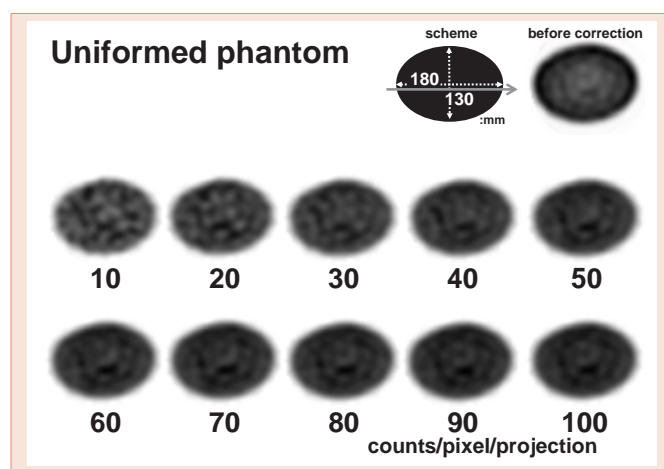 Uniformed phantom
scheme
before correction
180
130
:mm
10 20 30 40 50
60 70 80 90 100
counts/pixel/projection